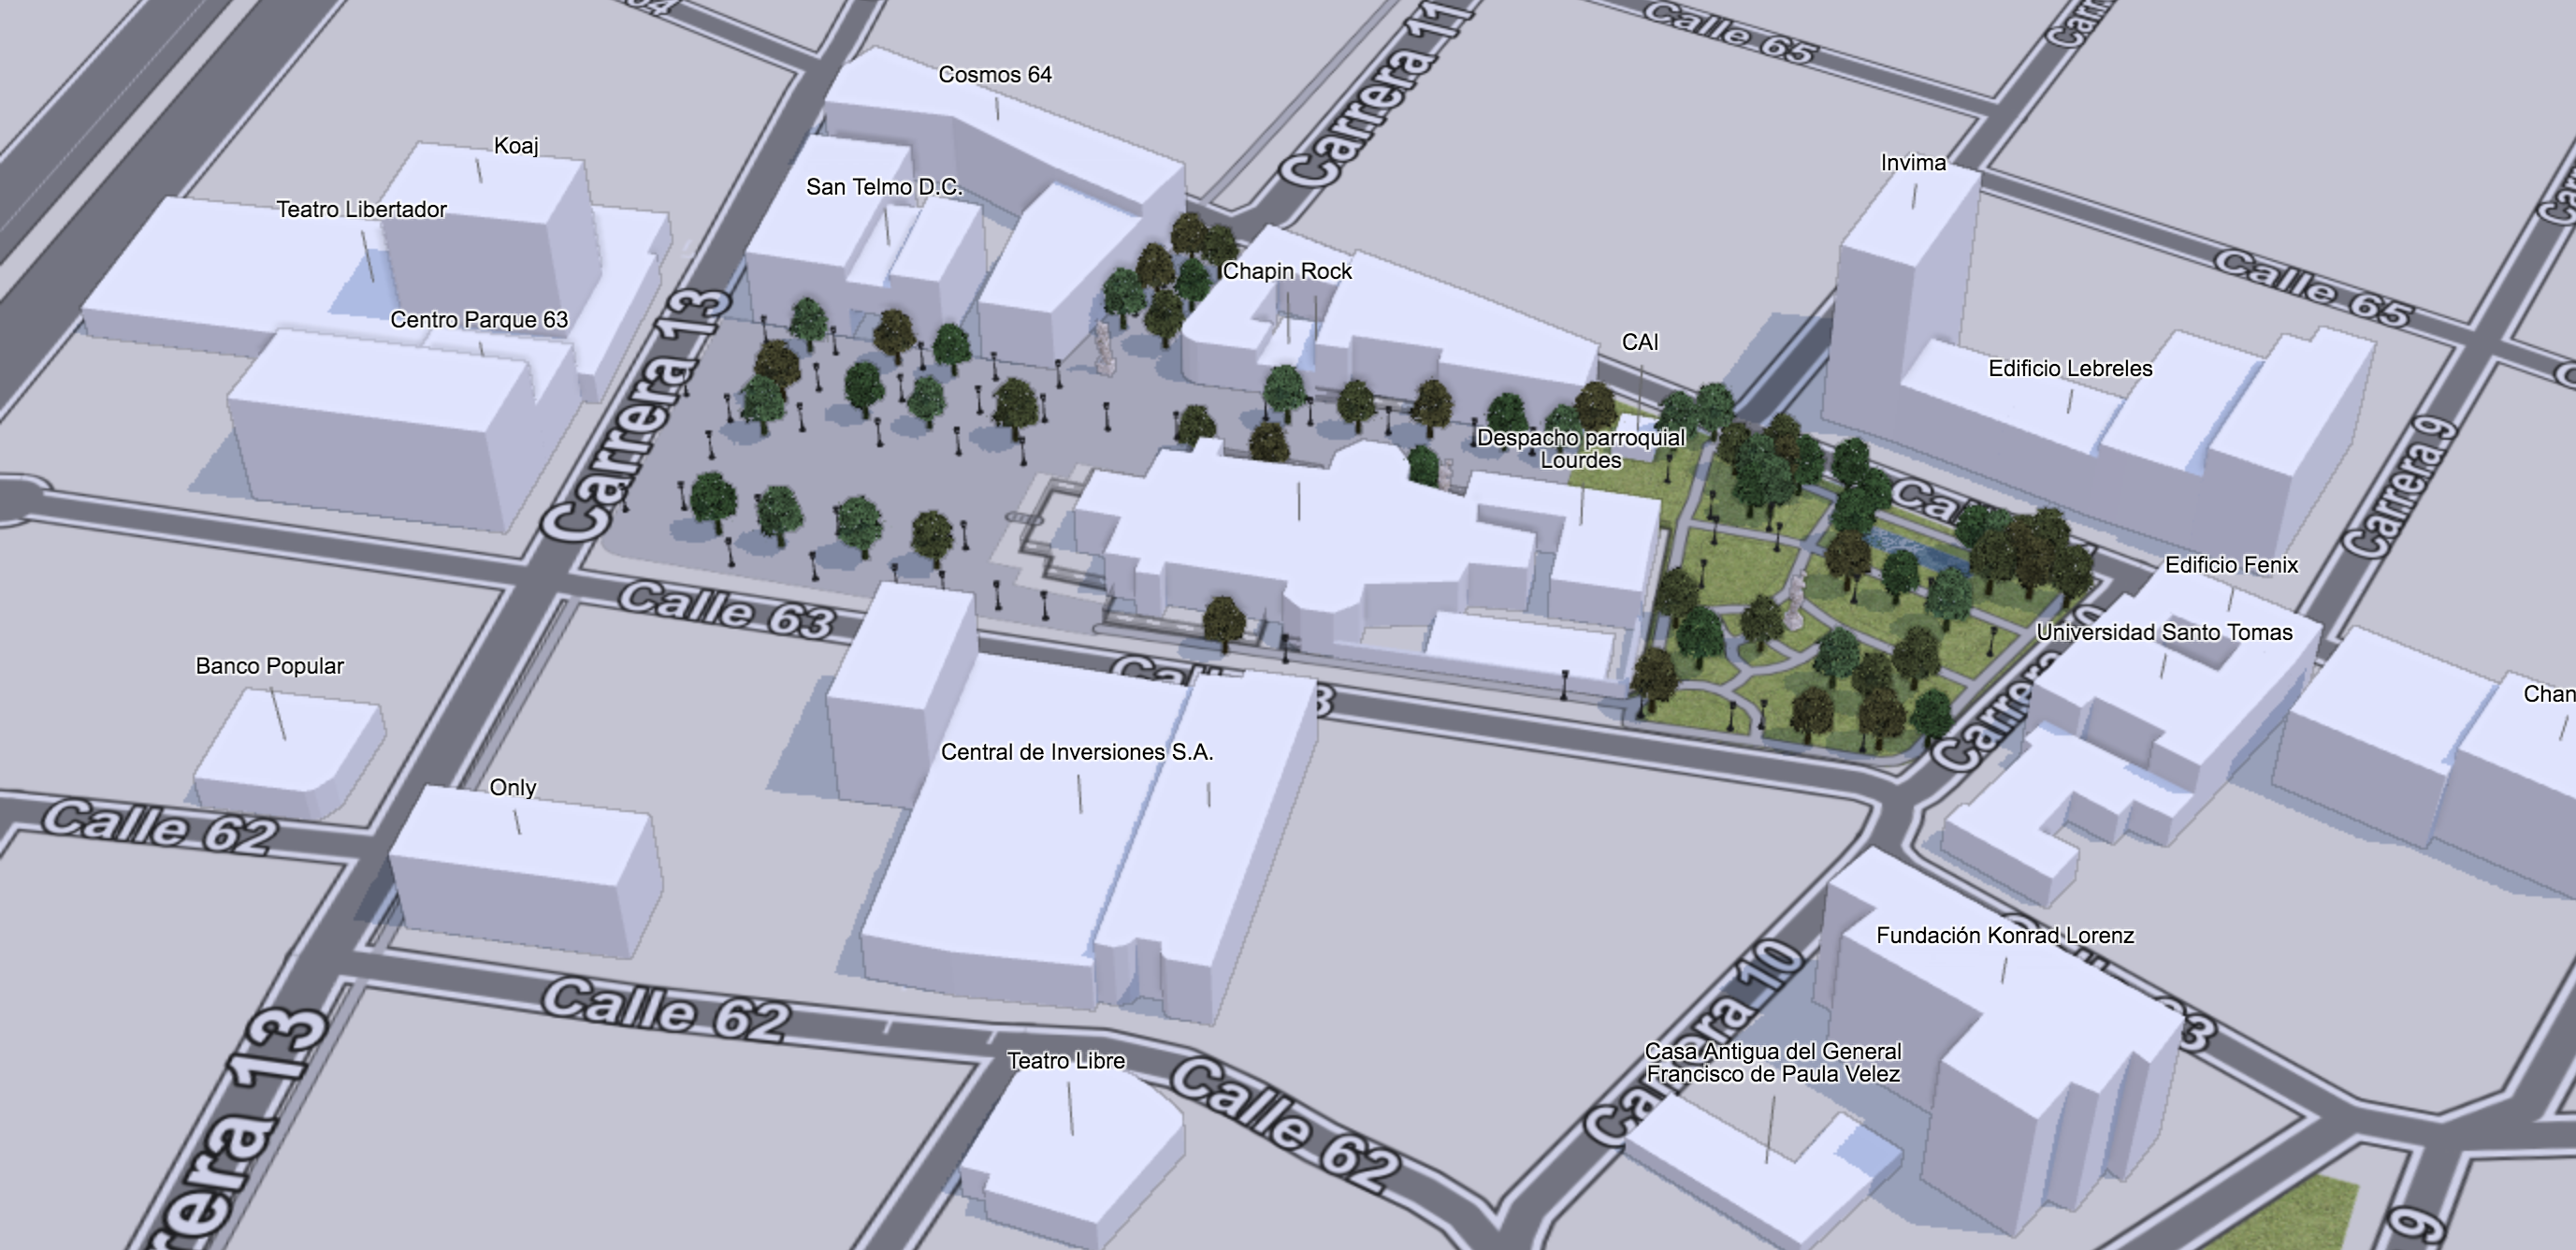 Calle 65
Carrera 11
Cosmos 64
Koaj
Invima
San Telmo D.C.
Teatro Libertador
Chapin Rock
Calle 65
Centro Parque 63
CAI
Edificio Lebreles
Carrera 13
Despacho parroquial
Lourdes
Carrera 9
Edificio Fenix
Calle 63
Universidad Santo Tomas
Banco Popular
Central de Inversiones S.A.
Only
Calle 62
Fundación Konrad Lorenz
Calle 62
Carrera 10
Carrera 13
Teatro Libre
Casa Antigua del General
Francisco de Paula Velez
Calle 62
9